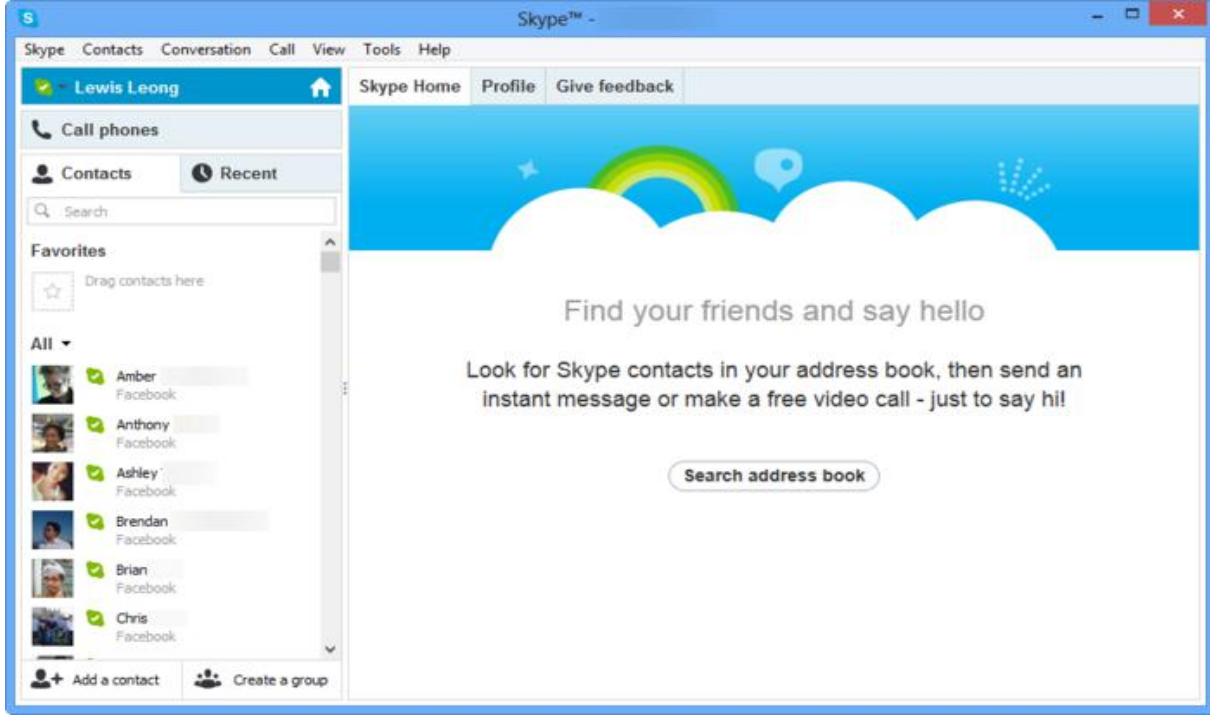 Skype™ -
Skype Contacts Conversation Call View Tools Help
Lewis Leong
Call phones
Contacts Recent
Search
Favorites
Drag contacts here
All
Amber
Facebook
Anthony
Facebook
Ashley
Facebook
Brendan
Facebook
Brian
Facebook
Chris
Facebook
Add a contact Create a group
Skype Home Profile Give feedback
Find your friends and say hello
Look for Skype contacts in your address book, then send an
instant message or make a free video call - just to say hi!
Search address book